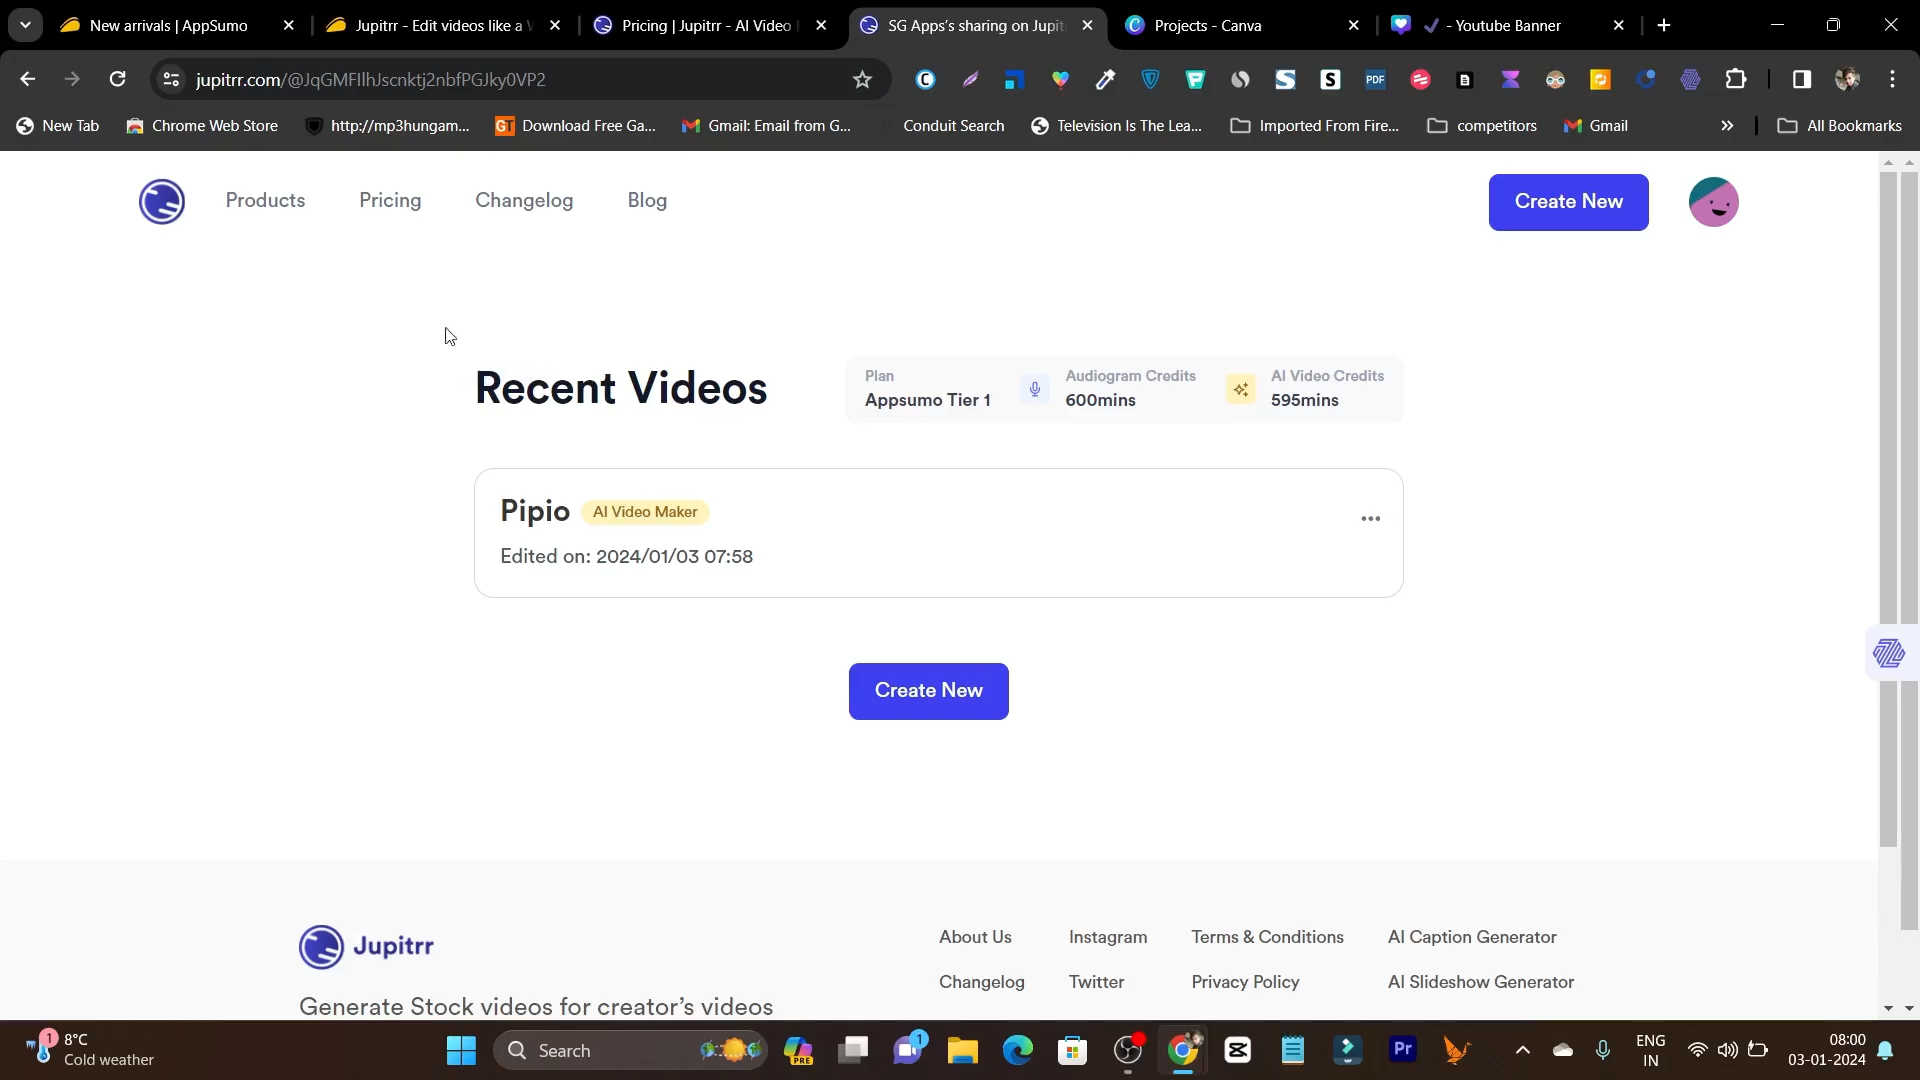 New arrivals | AppSumo
Jupitrr - Edit videos like a
Pricing | Jupitrr - AI Video
SG Apps's sharing on Jupit
Projects - Canva
- Youtube Banner
jupitrr.com/@JqGMFIlhJscnktj2nbfPGJky0VP2
New Tab
Chrome Web Store
http://mp3hungam...
Download Free Ga...
Gmail: Email from G...
Conduit Search
Television Is The Lea...
Imported From Fire...
competitors
Gmail
All Bookmarks
Products
Pricing
Changelog
Blog
Create New
Recent Videos
Plan
Appsumo Tier 1
Audiogram Credits
600mins
AI Video Credits
595mins
Pipio
AI Video Maker
Edited on: 2024/01/03 07:58
Create New
Jupitrr
Generate Stock videos for creator's videos
About Us
Instagram
Terms & Conditions
AI Caption Generator
Changelog
Twitter
Privacy Policy
AI Slideshow Generator
1
8°C
Cold weather
Search
PRE
1
Pr
ENG
IN
08:00
03-01-2024